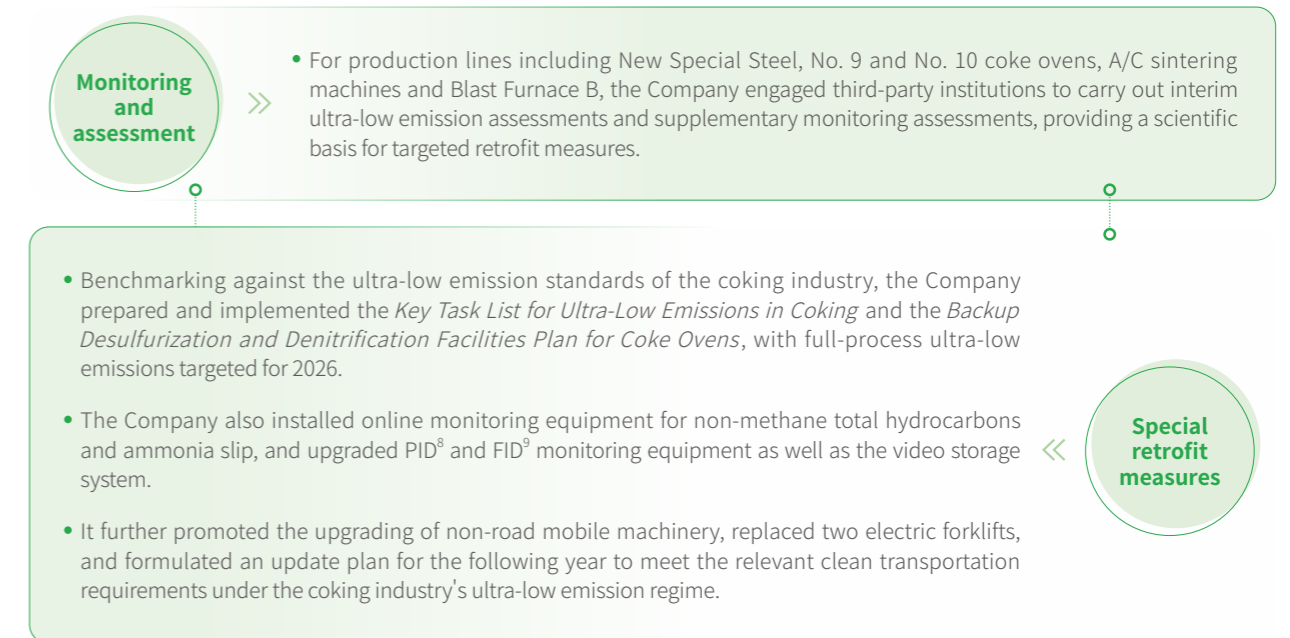 Monitoring
and
assessment
• For production lines including New Special Steel, No. 9 and No. 10 coke ovens, A/C sintering
machines and Blast Furnace B, the Company engaged third-party institutions to carry out interim
ultra-low emission assessments and supplementary monitoring assessments, providing a scientific
basis for targeted retrofit measures.
• Benchmarking against the ultra-low emission standards of the coking industry, the Company
prepared and implemented the Key Task List for Ultra-Low Emissions in Coking and the Backup
Desulfurization and Denitrification Facilities Plan for Coke Ovens, with full-process ultra-low
emissions targeted for 2026.
• The Company also installed online monitoring equipment for non-methane total hydrocarbons
and ammonia slip, and upgraded PID⁸ and FID⁹ monitoring equipment as well as the video storage
system.
• It further promoted the upgrading of non-road mobile machinery, replaced two electric forklifts,
and formulated an update plan for the following year to meet the relevant clean transportation
requirements under the coking industry's ultra-low emission regime.
Special
retrofit
measures